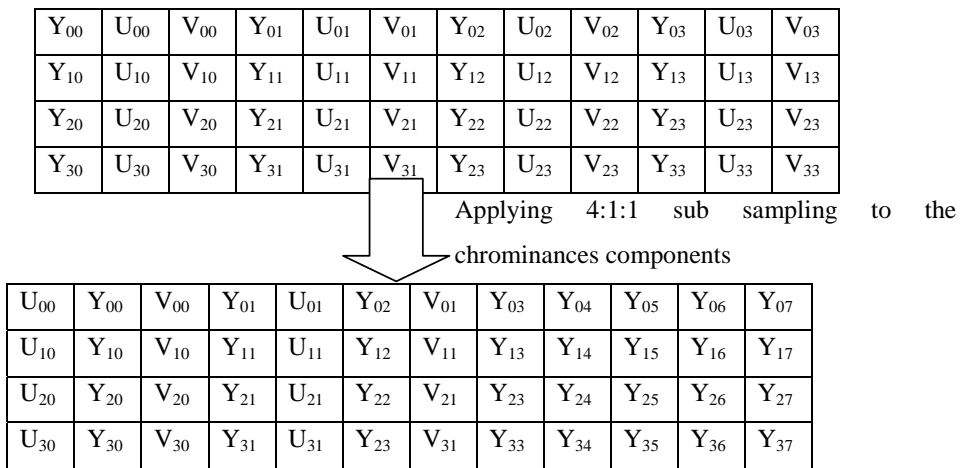 Y00 U00 V00 Y01 U01 V01 Y02 U02 V02 Y03 U03 V03
Y10 U10 V10 Y11 U11 V11 Y12 U12 V12 Y13 U13 V13
Y20 U20 V20 Y21 U21 V21 Y22 U22 V22 Y23 U23 V23
Y30 U30 V30 Y31 U31 V31 Y23 U23 V23 Y33 U33 V33
Applying 4:1:1 sub sampling to the
chrominances components
U00 Y00 V00 Y01 U01 Y02 V01 Y03 Y04 Y05 Y06 Y07
U10 Y10 V10 Y11 U11 Y12 V11 Y13 Y14 Y15 Y16 Y17
U20 Y20 V20 Y21 U21 Y22 V21 Y23 Y24 Y25 Y26 Y27
U30 Y30 V30 Y31 U31 Y23 V31 Y33 Y34 Y35 Y36 Y37